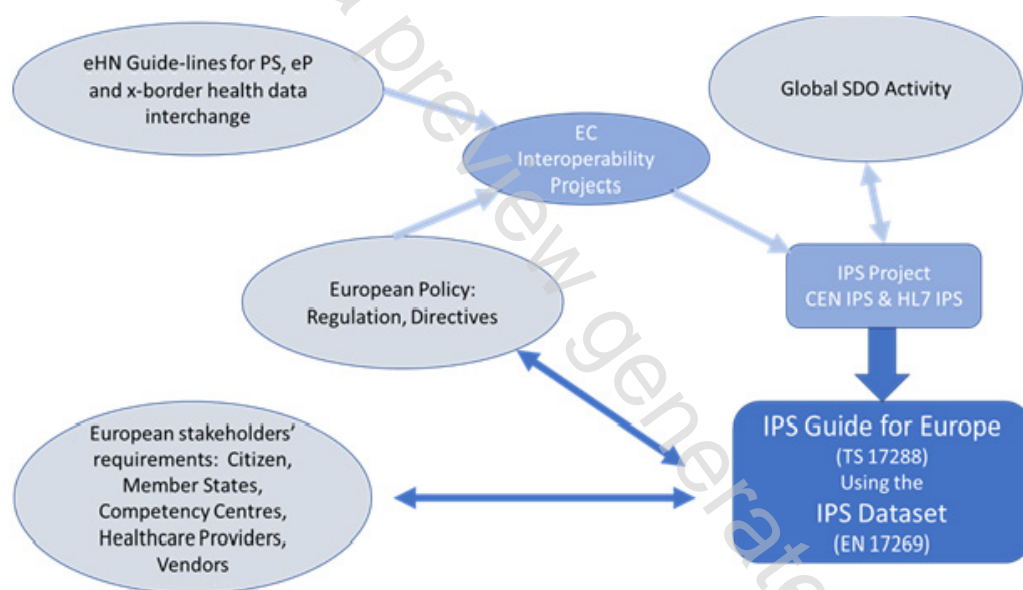 eHN Guide-lines for PS, eP
and x-border health data
interchange
Global SDO Activity
EC
Interoperability
Projects
European Policy:
Regulation, Directives
IPS Project
CEN IPS & HL7 IPS
European stakeholders'
requirements: Citizen,
Member States,
Competency Centres,
Healthcare Providers,
Vendors
IPS Guide for Europe
(TS 17288)
Using the
IPS Dataset
(EN 17269)
preview generate